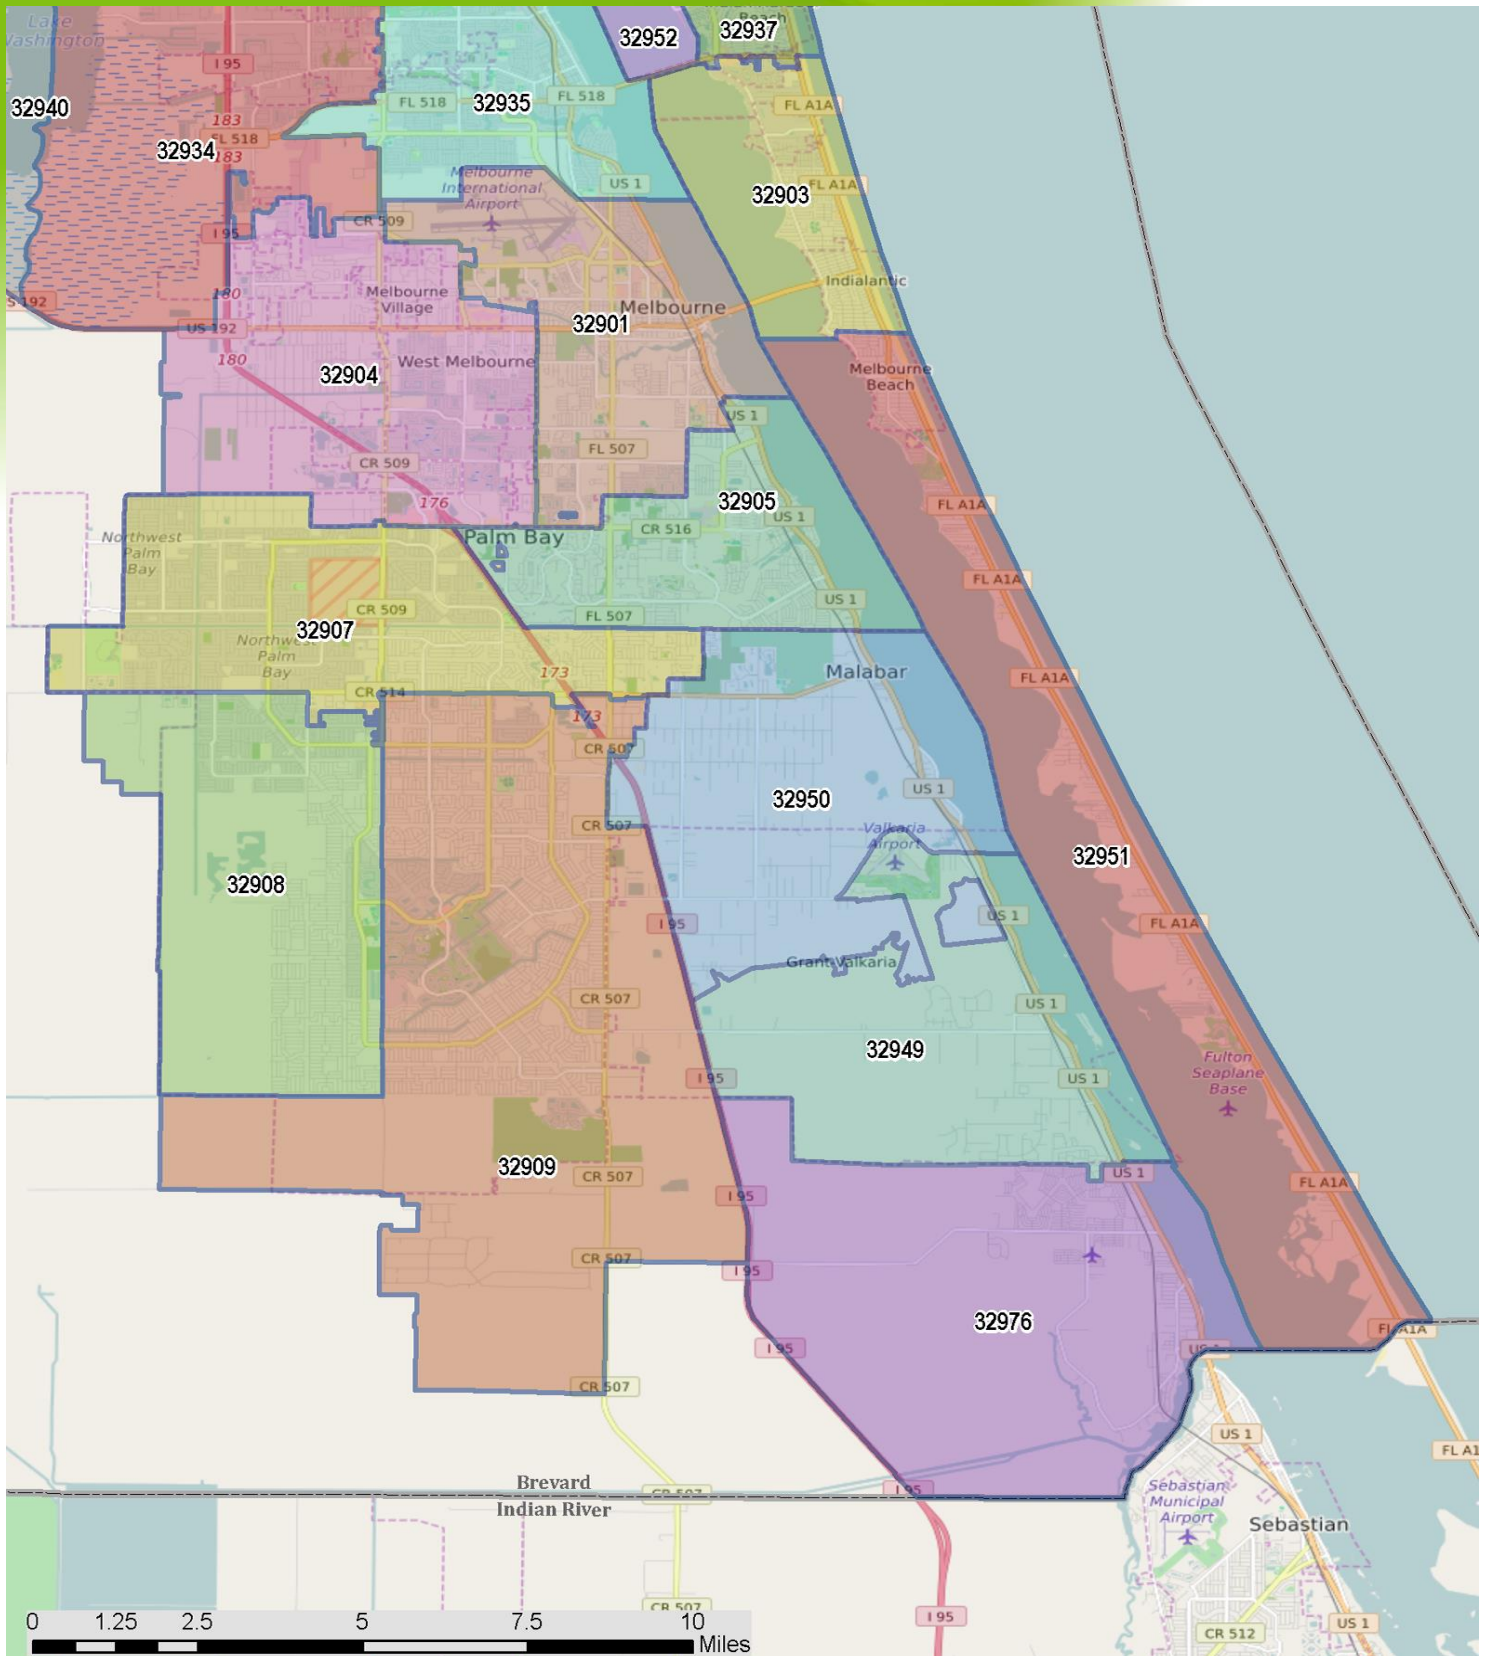 Lake
Washington
I 95
183
FL 518
183
32940
32934
I 95
180
US 192
180
FL 518
32935
FL 518
32952
Beach
32937
FL A1A
32903
FL A1A
Indialantic
Melbourne
International
Airport
US 1
CR 509
Melbourne
Village
Melbourne
32901
US 192
West Melbourne
32904
Melbourne
Beach
US 1
FL 507
CR 509
176
32905
US 1
FL A1A
Northwest
Palm
Bay
Palm Bay
CR 516
FL A1A
CR 509
FL 507
US 1
32907
Northwest
Palm
Bay
173
Malabar
FL A1A
CR 514
173
CR 507
32950
US 1
CR 507
Valkaria
Airport
32951
32908
I 95
US 1
FL A1A
Grant-Valkaria
CR 507
US 1
32949
Fulton
Seaplane
Base
I 95
US 1
32909
CR 507
US 1
I 95
FL A1A
CR 507
I 95
32976
FL A1A
I 95
US 1
CR 507
US 1
FL A1
Brevard
Indian River
CR 507
I 95
Sebastian
Municipal
Airport
Sebastian
CR 507
I 95
CR 512
US 1
0 1.25 2.5 5 7.5 10
Miles